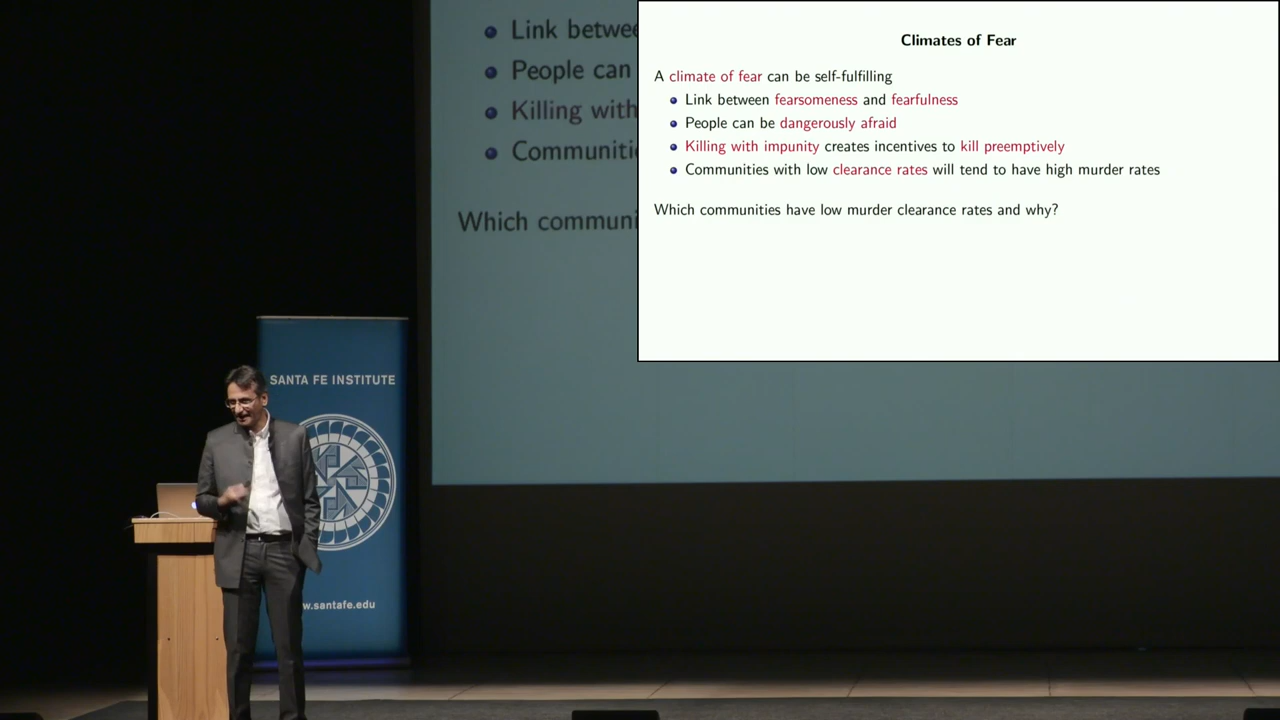 Link betwee
People can
Killing with
Communitie
Which communi
Climates of Fear
A climate of fear can be self-fulfilling
Link between fearsomeness and fearfulness
People can be dangerously afraid
Killing with impunity creates incentives to kill preemptively
Communities with low clearance rates will tend to have high murder rates
Which communities have low murder clearance rates and why?
SANTA FE INSTITUTE
w.santafe.edu